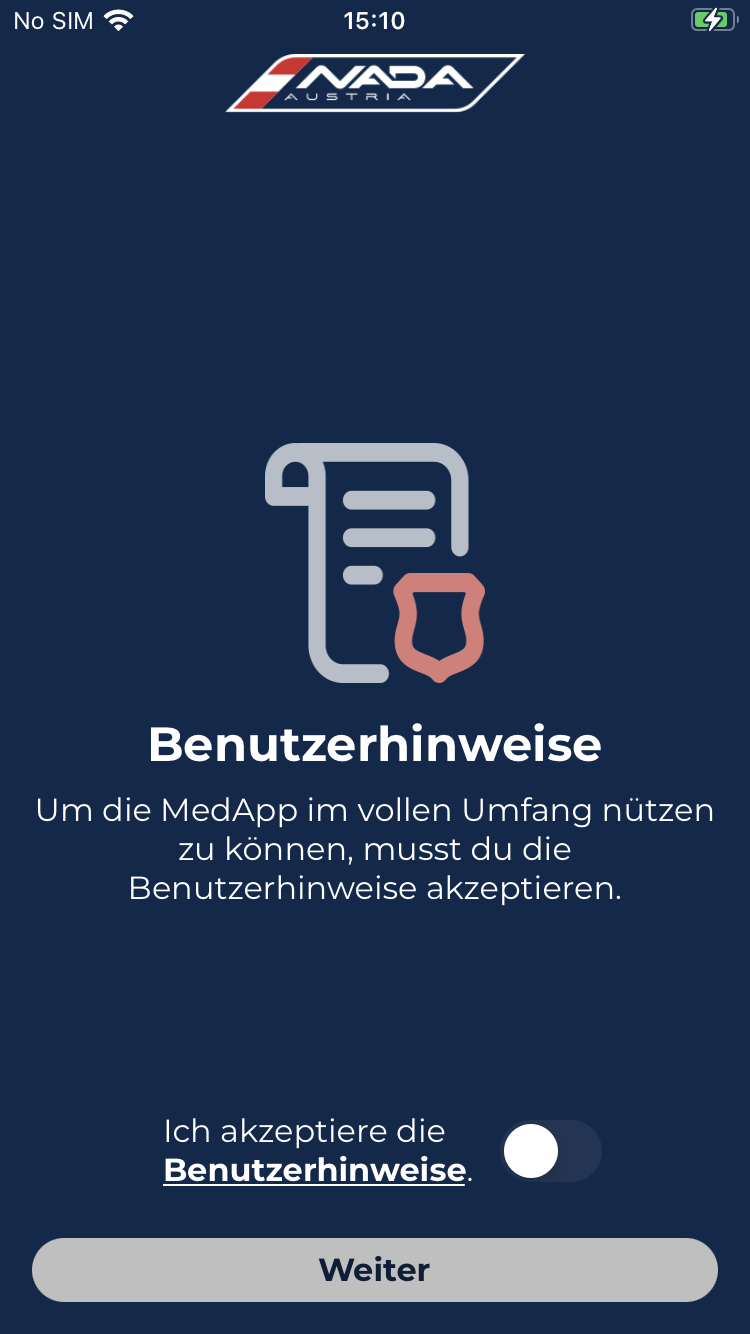 No SIM 15:10
NADA
AUSTRIA
Benutzerhinweise
Um die MedApp im vollen Umfang nützen
zu können, musst du die
Benutzerhinweise akzeptieren.
Ich akzeptiere die
Benutzerhinweise.
Weiter